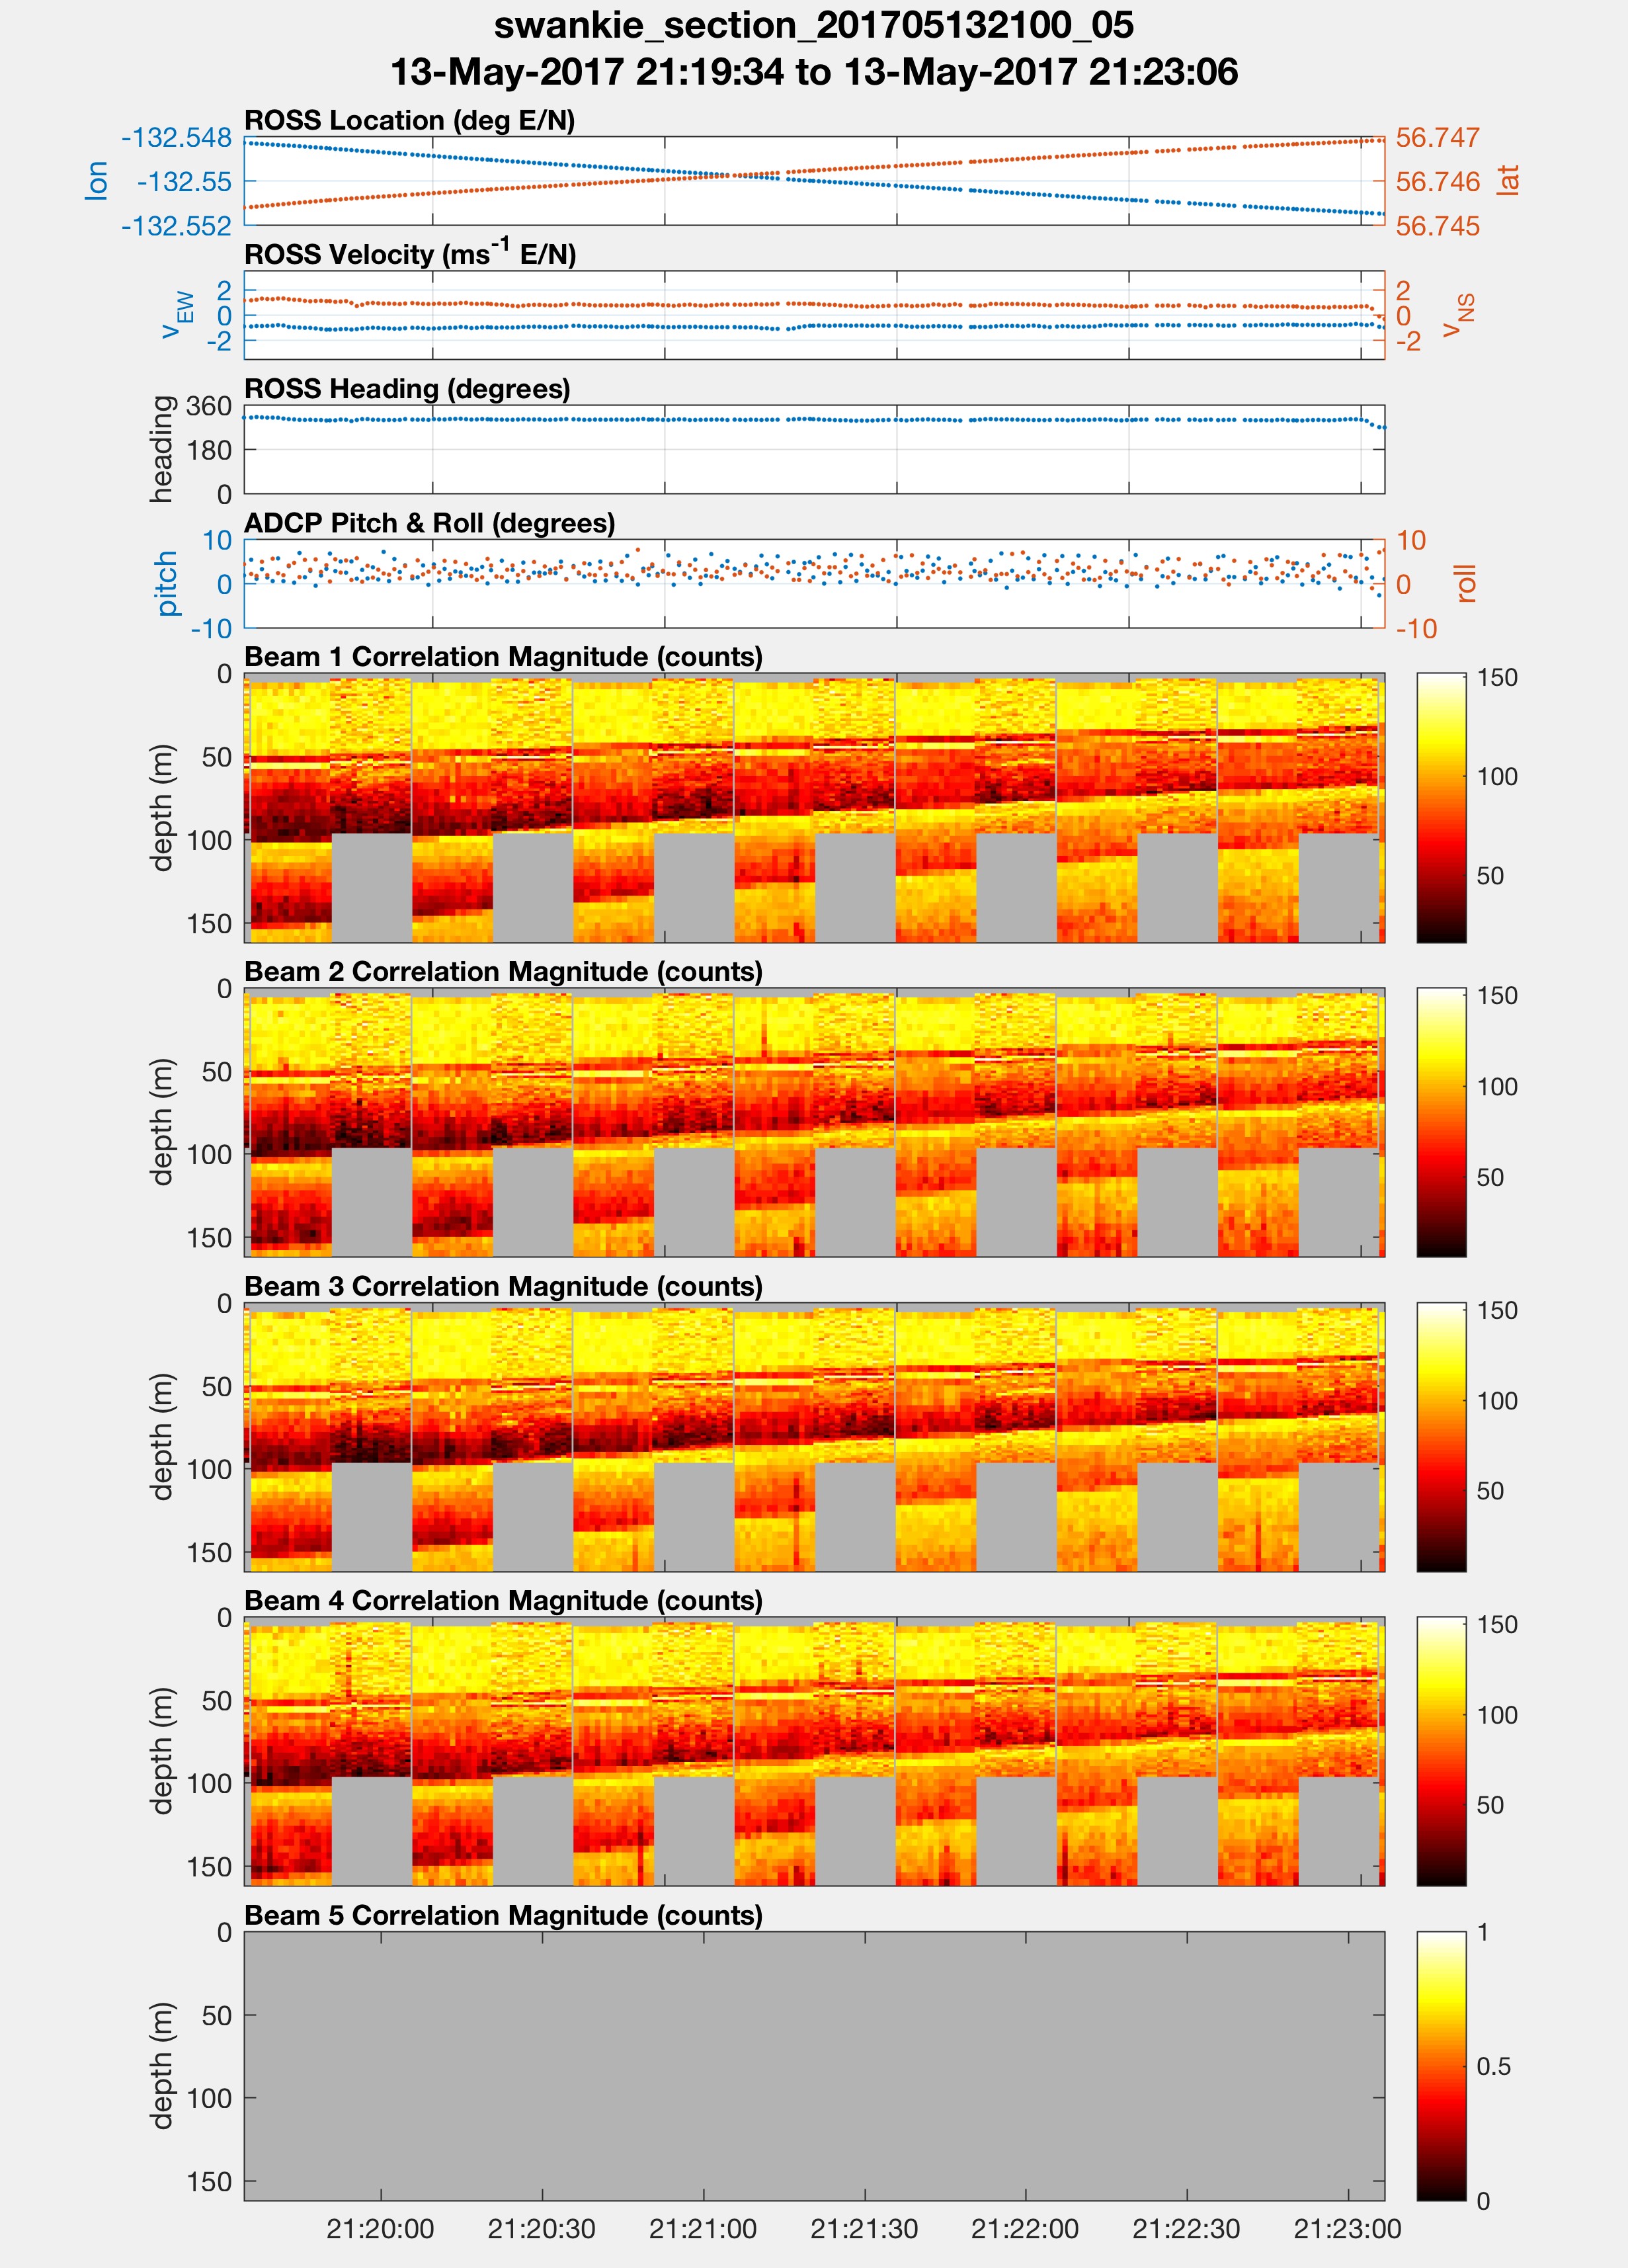 swankie_section_201705132100_05
13-May-2017 21:19:34 to 13-May-2017 21:23:06
ROSS Location (deg E/N)
-132.548
-132.55
-132.552
lon
56.747
56.746
56.745
lat
ROSS Velocity (ms-1 E/N)
2
0
-2
vEW
2
0
-2
vNS
ROSS Heading (degrees)
360
180
0
heading
ADCP Pitch & Roll (degrees)
10
0
-10
pitch
10
0
-10
roll
Beam 1 Correlation Magnitude (counts)
0
50
100
150
depth (m)
150
100
50
Beam 2 Correlation Magnitude (counts)
0
50
100
150
depth (m)
150
100
50
Beam 3 Correlation Magnitude (counts)
0
50
100
150
depth (m)
150
100
50
Beam 4 Correlation Magnitude (counts)
0
50
100
150
depth (m)
150
100
50
Beam 5 Correlation Magnitude (counts)
0
50
100
150
depth (m)
1
0.5
0
21:20:00 21:20:30 21:21:00 21:21:30 21:22:00 21:22:30 21:23:00